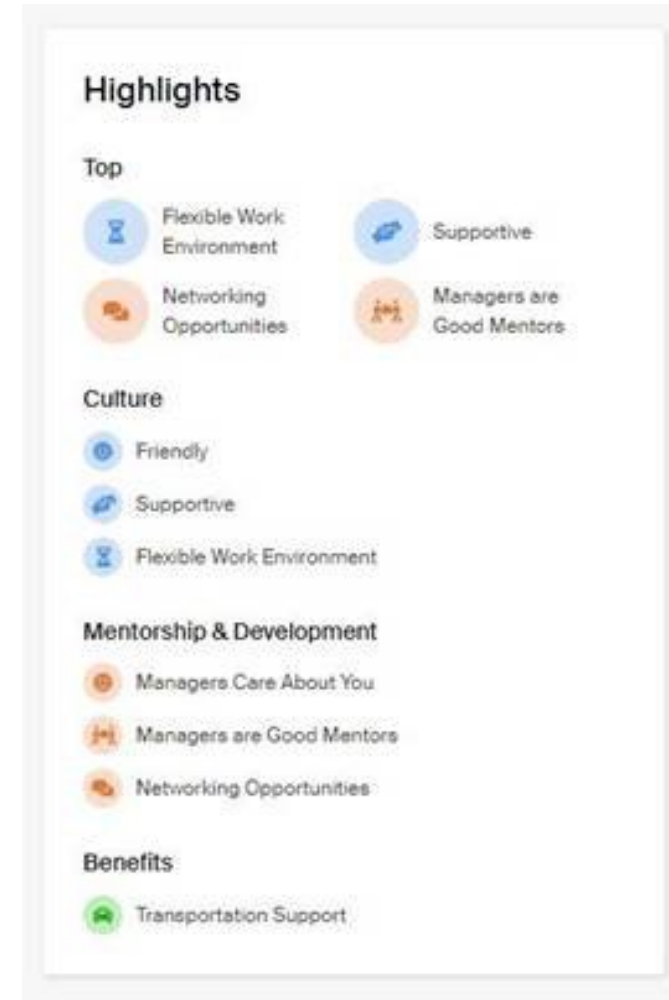 Highlights
Top
Flexible Work
Environment
Supportive
Networking
Opportunities
Managers are
Good Mentors
Culture
Friendly
Supportive
Flexible Work Environment
Mentorship & Development
Managers Care About You
Managers are Good Mentors
Networking Opportunities
Benefits
Transportation Support